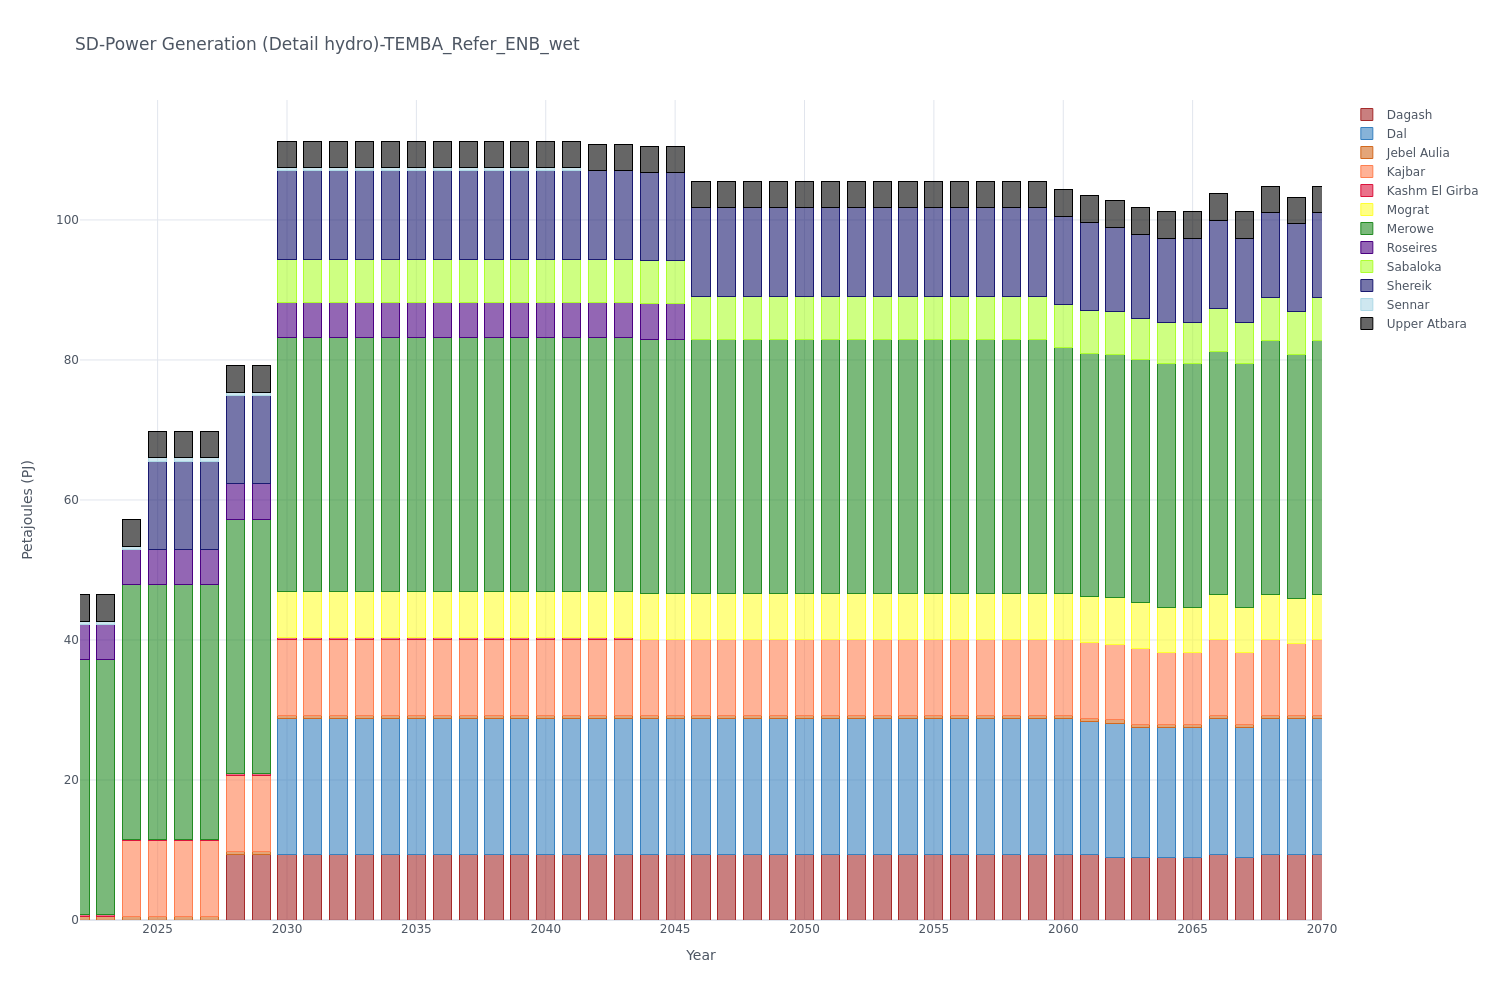 SD-Power Generation (Detail hydro)-TEMBA_Refer_ENB_wet
Dagash
Dal
Jebel Aulia
Kajbar
Kashm El Girba
Mograt
Merowe
Roseires
Sabaloka
Shereik
Sennar
Upper Atbara
100
80
60
40
20
0
Petajoules (PJ)
2025 2030 2035 2040 2045 2050 2055 2060 2065 2070
Year